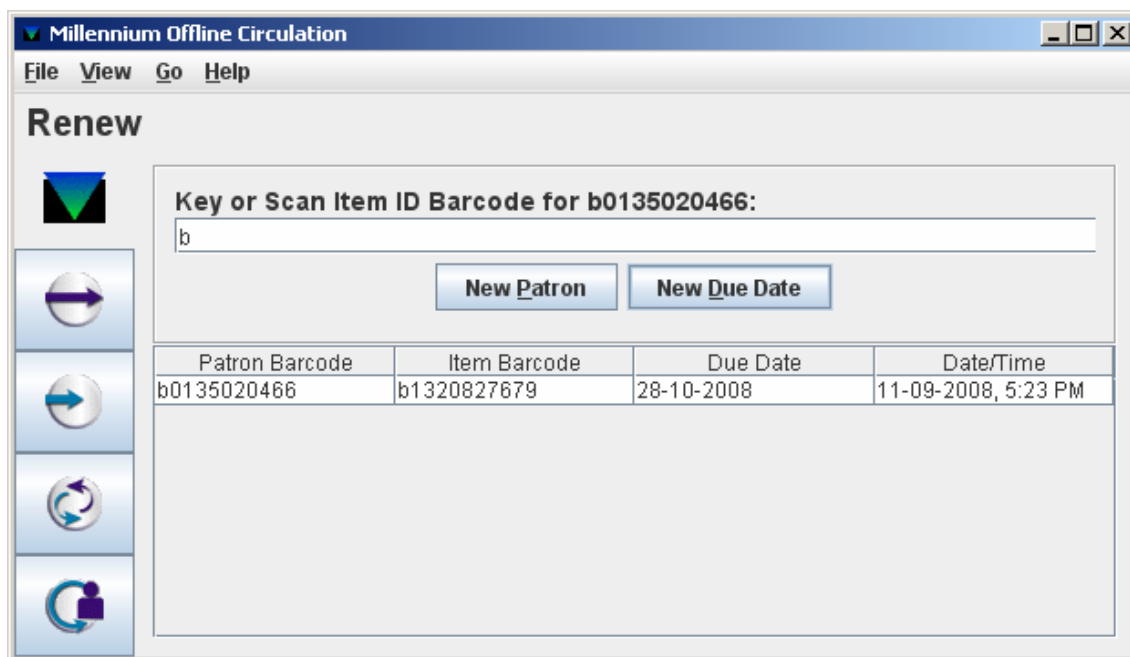 Millennium Offline Circulation
File View Go Help
Renew
Key or Scan Item ID Barcode for b0135020466:
b
New Patron New Due Date
Patron Barcode Item Barcode Due Date Date/Time
b0135020466 b1320827679 28-10-2008 11-09-2008, 5:23 PM